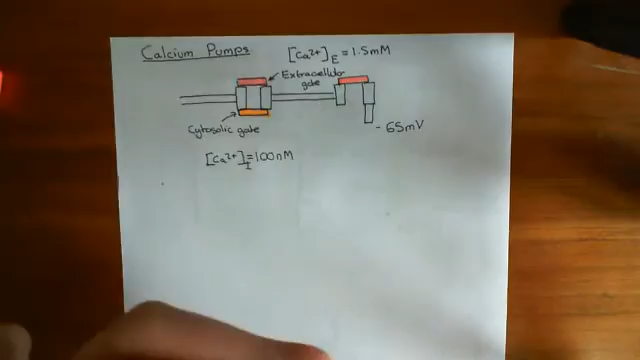 Calcium Pumps
[Ca²⁺]E = 1.5mM
Extracellular gate
Cytosolic gate
- 65mV
[Ca²⁺]I = 100nM